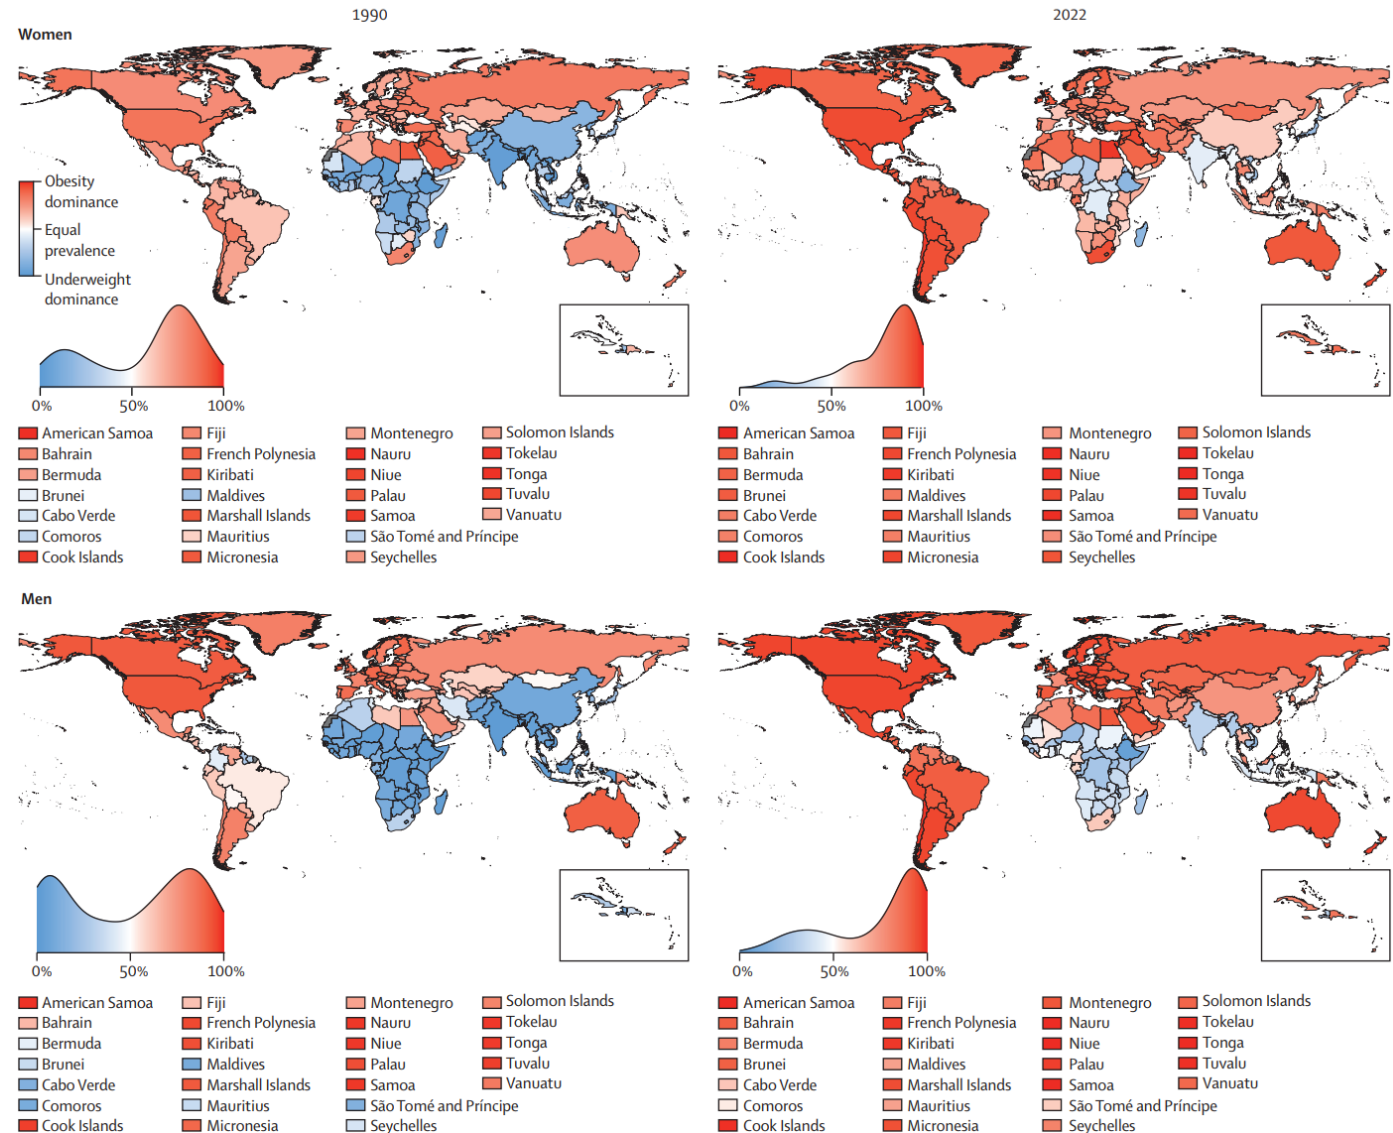 1990
2022
Women
Obesity
dominance
Equal
prevalence
Underweight
dominance
0%
50%
100%
0%
50%
100%
American Samoa
Bahrain
Bermuda
Brunei
Cabo Verde
Comoros
Cook Islands
Fiji
French Polynesia
Kiribati
Maldives
Marshall Islands
Mauritius
Micronesia
Montenegro
Nauru
Niue
Palau
Samoa
São Tomé and Príncipe
Seychelles
Solomon Islands
Tokelau
Tonga
Tuvalu
Vanuatu
American Samoa
Bahrain
Bermuda
Brunei
Cabo Verde
Comoros
Cook Islands
Fiji
French Polynesia
Kiribati
Maldives
Marshall Islands
Mauritius
Micronesia
Montenegro
Nauru
Niue
Palau
Samoa
São Tomé and Príncipe
Seychelles
Solomon Islands
Tokelau
Tonga
Tuvalu
Vanuatu
Men
0%
50%
100%
0%
50%
100%
American Samoa
Bahrain
Bermuda
Brunei
Cabo Verde
Comoros
Cook Islands
Fiji
French Polynesia
Kiribati
Maldives
Marshall Islands
Mauritius
Micronesia
Montenegro
Nauru
Niue
Palau
Samoa
São Tomé and Príncipe
Seychelles
Solomon Islands
Tokelau
Tonga
Tuvalu
Vanuatu
American Samoa
Bahrain
Bermuda
Brunei
Cabo Verde
Comoros
Cook Islands
Fiji
French Polynesia
Kiribati
Maldives
Marshall Islands
Mauritius
Micronesia
Montenegro
Nauru
Niue
Palau
Samoa
São Tomé and Príncipe
Seychelles
Solomon Islands
Tokelau
Tonga
Tuvalu
Vanuatu